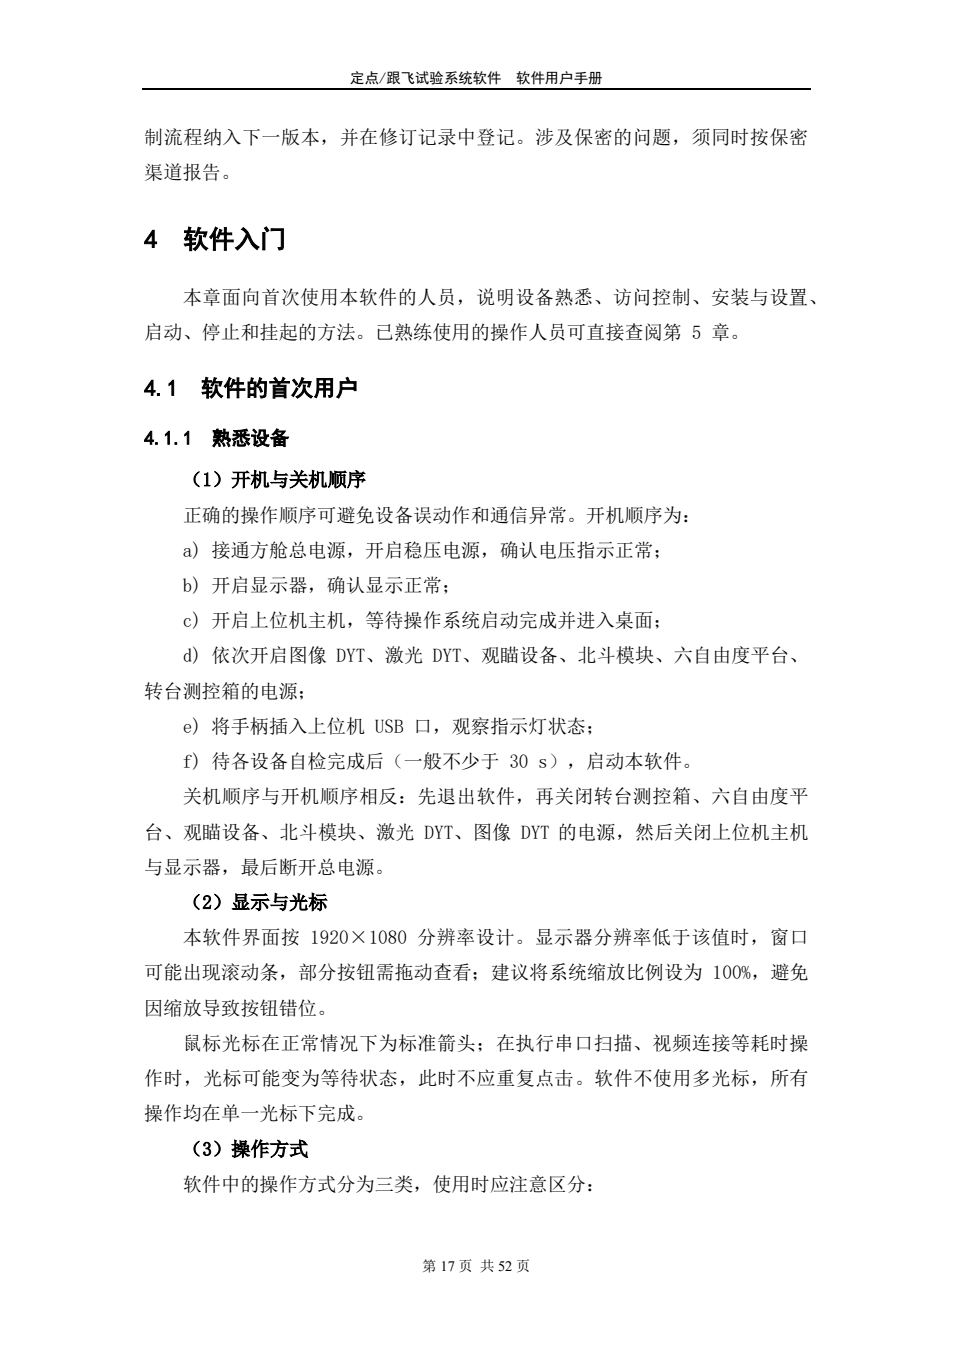 定点/跟飞试验系统软件　软件用户手册
制流程纳入下一版本，并在修订记录中登记。涉及保密的问题，须同时按保密
渠道报告。
4　软件入门
本章面向首次使用本软件的人员，说明设备熟悉、访问控制、安装与设置、
启动、停止和挂起的方法。已熟练使用的操作人员可直接查阅第 5 章。
4.1　软件的首次用户
4.1.1　熟悉设备
（1）开机与关机顺序
正确的操作顺序可避免设备误动作和通信异常。开机顺序为：
a) 接通方舱总电源，开启稳压电源，确认电压指示正常；
b) 开启显示器，确认显示正常；
c) 开启上位机主机，等待操作系统启动完成并进入桌面；
d) 依次开启图像 DYT、激光 DYT、观瞄设备、北斗模块、六自由度平台、
转台测控箱的电源；
e) 将手柄插入上位机 USB 口，观察指示灯状态；
f) 待各设备自检完成后（一般不少于 30 s），启动本软件。
关机顺序与开机顺序相反：先退出软件，再关闭转台测控箱、六自由度平
台、观瞄设备、北斗模块、激光 DYT、图像 DYT 的电源，然后关闭上位机主机
与显示器，最后断开总电源。
（2）显示与光标
本软件界面按 1920×1080 分辨率设计。显示器分辨率低于该值时，窗口
可能出现滚动条，部分按钮需拖动查看；建议将系统缩放比例设为 100%，避免
因缩放导致按钮错位。
鼠标光标在正常情况下为标准箭头；在执行串口扫描、视频连接等耗时操
作时，光标可能变为等待状态，此时不应重复点击。软件不使用多光标，所有
操作均在单一光标下完成。
（3）操作方式
软件中的操作方式分为三类，使用时应注意区分：
第 17 页 共 52 页